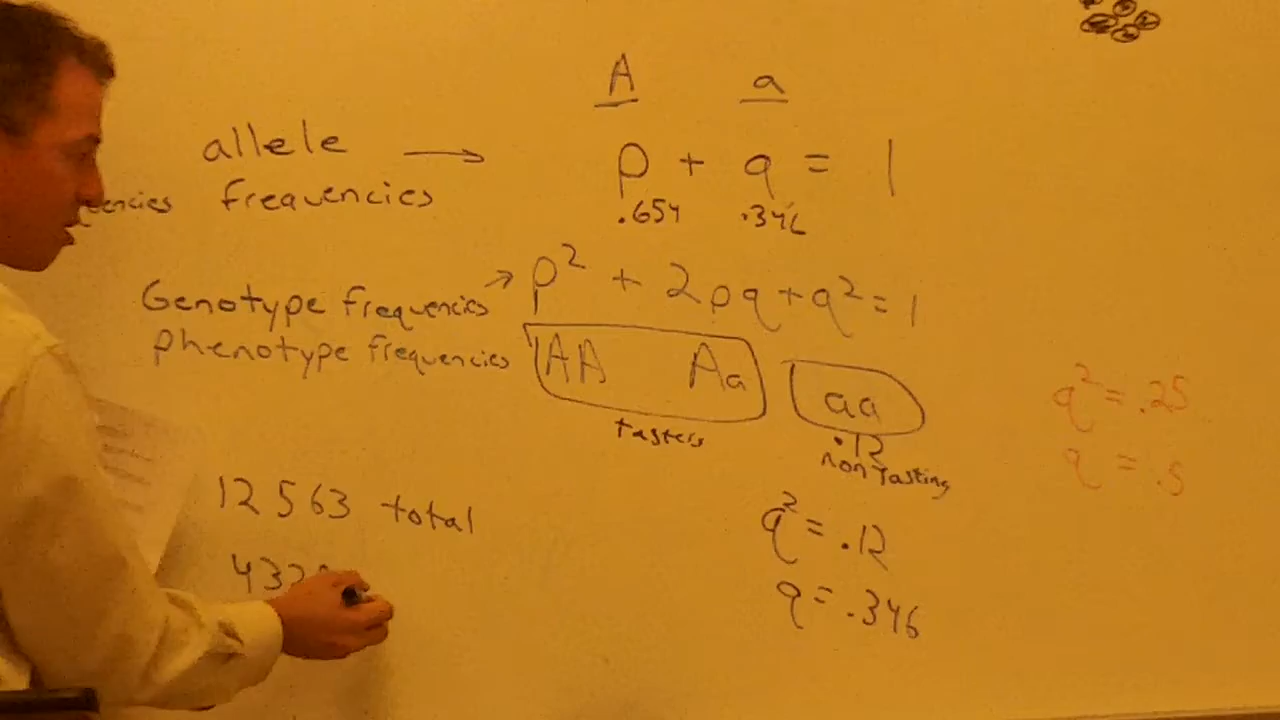 A a
allele → p + q = 1
frequencies .654 .346
Genotype frequencies → p² + 2pq + q² = 1
phenotype frequencies AA Aa aa
tasters .12
non tasting
q² = .25
q = .5
12563 total
432
q² = .12
q = .346